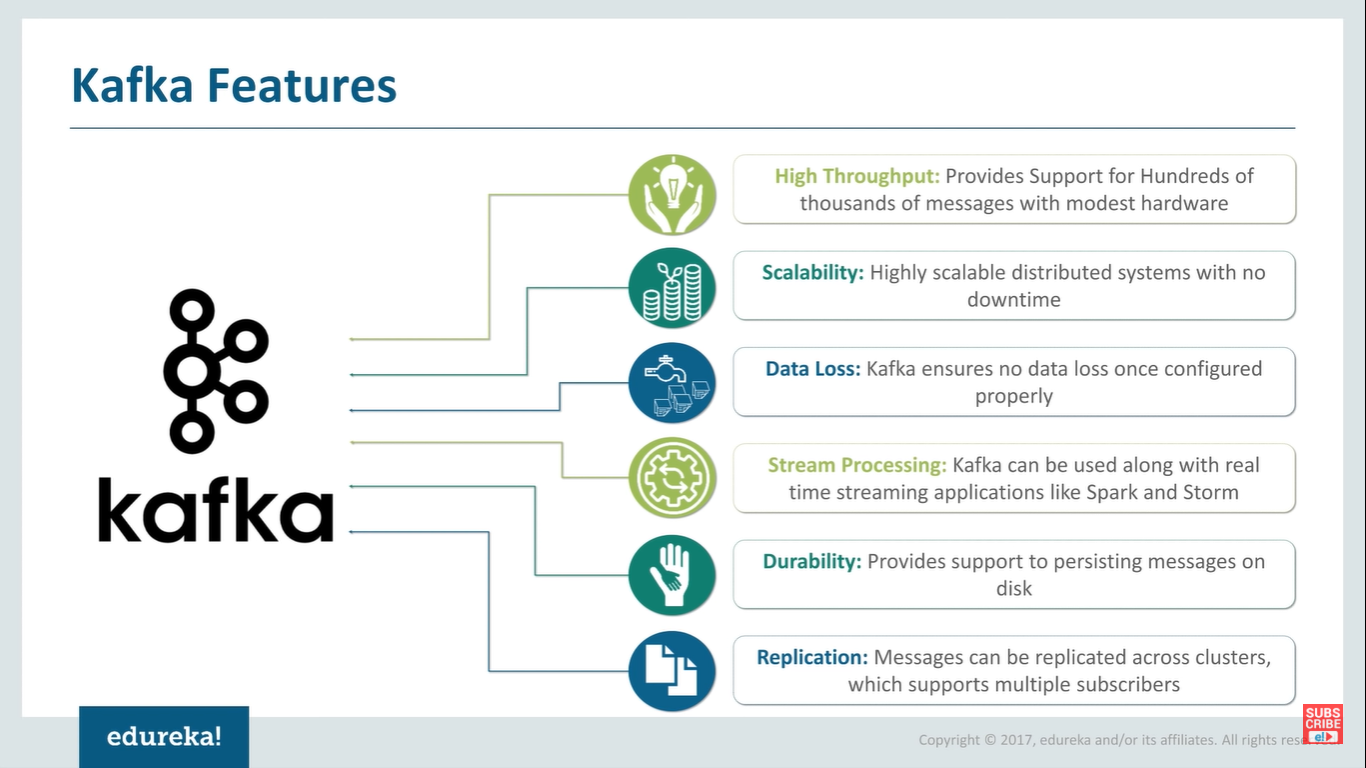 Kafka Features
High Throughput: Provides Support for Hundreds of
thousands of messages with modest hardware
Scalability: Highly scalable distributed systems with no
downtime
Data Loss: Kafka ensures no data loss once configured
properly
Stream Processing: Kafka can be used along with real
time streaming applications like Spark and Storm
Durability: Provides support to persisting messages on
disk
Replication: Messages can be replicated across clusters,
which supports multiple subscribers
kafka
edureka!
Copyright © 2017, edureka and/or its affiliates. All rights
SUBS
CRIBE
e!